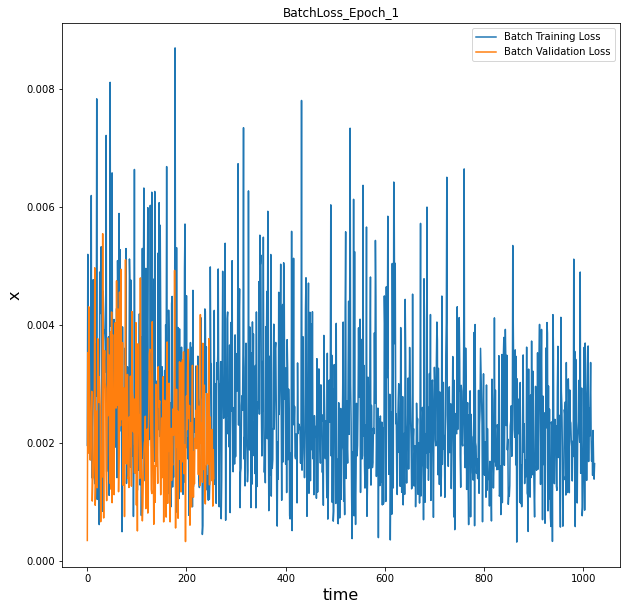 BatchLoss_Epoch_1
Batch Training Loss
Batch Validation Loss
0.008
0.006
0.004
0.002
0.000
x
0 200 400 600 800 1000
time